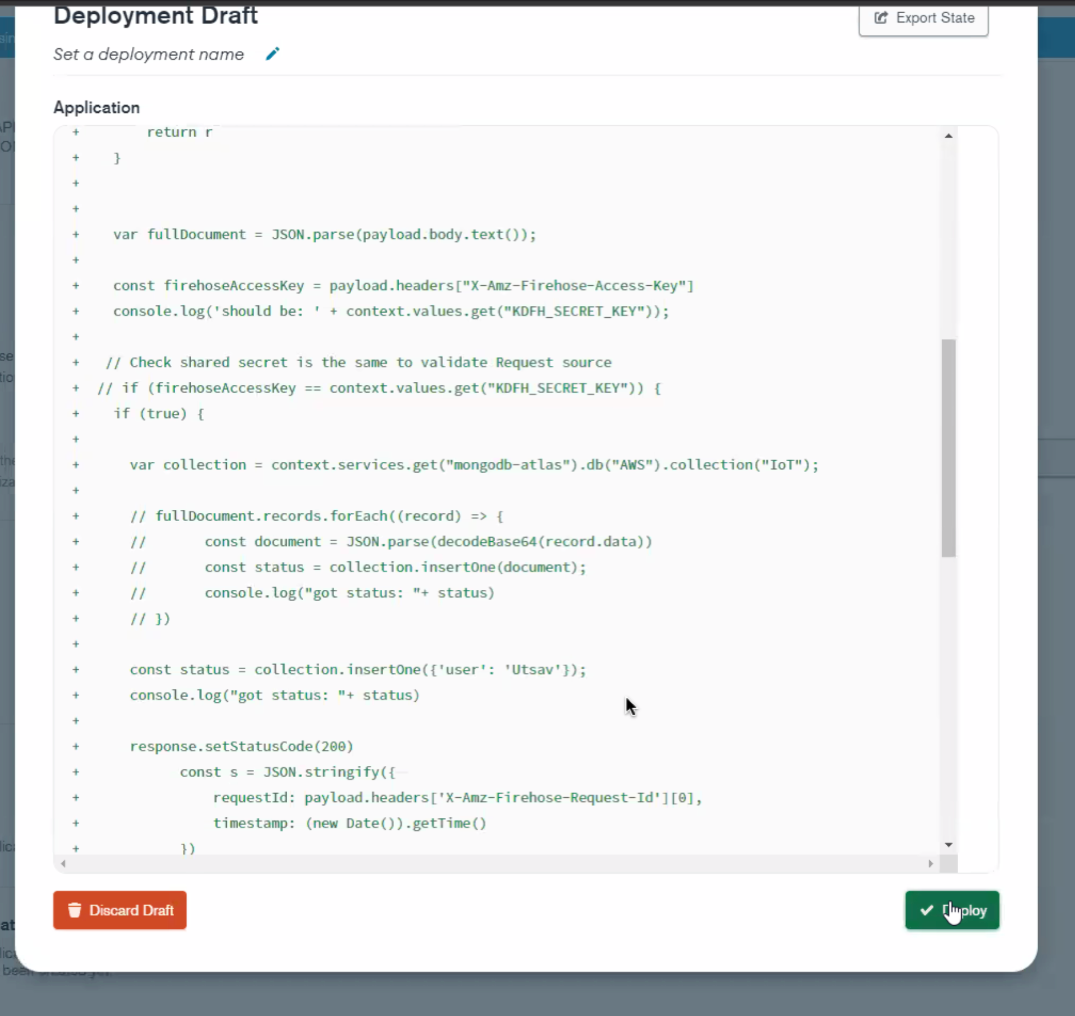 Deployment Draft
Export State
Set a deployment name
Application
+ return r
+ }
+
+
+ var fullDocument = JSON.parse(payload.body.text());
+
+ const firehoseAccessKey = payload.headers["X-Amz-Firehose-Access-Key"]
+ console.log('should be: ' + context.values.get("KDFH_SECRET_KEY"));
+
+ // Check shared secret is the same to validate Request source
+ // if (firehoseAccessKey == context.values.get("KDFH_SECRET_KEY")) {
+ if (true) {
+
+ var collection = context.services.get("mongodb-atlas").db("AWS").collection("IoT");
+
+ // fullDocument.records.forEach((record) => {
+ // const document = JSON.parse(decodeBase64(record.data))
+ // const status = collection.insertOne(document);
+ // console.log("got status: "+ status)
+ // })
+
+ const status = collection.insertOne({'user': 'Utsav'});
+ console.log("got status: "+ status)
+
+ response.setStatusCode(200)
+ const s = JSON.stringify({
+ requestId: payload.headers['X-Amz-Firehose-Request-Id'][0],
+ timestamp: (new Date()).getTime()
+ })
Discard Draft
Deploy